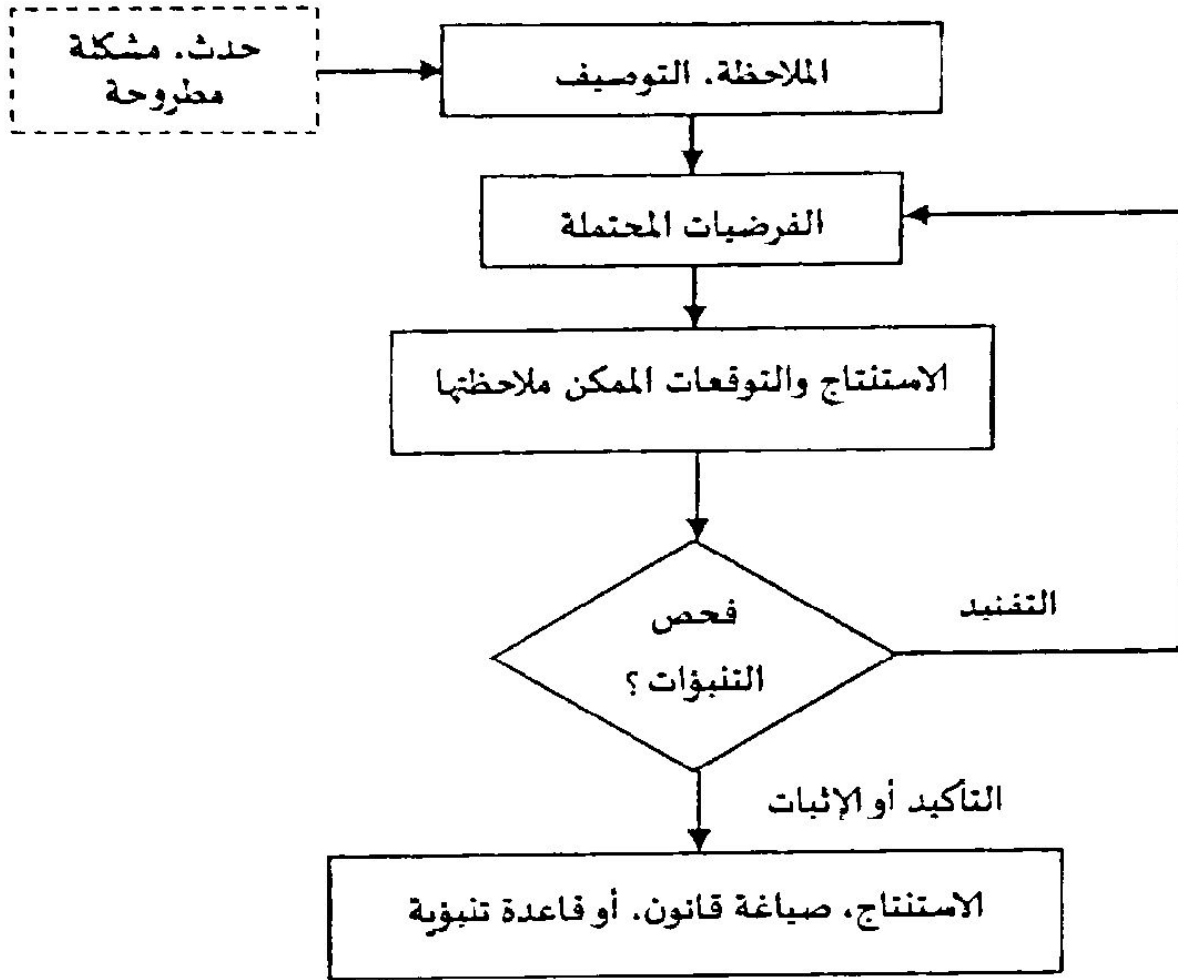 حدث، مشكلة
مطروحة
الملاحظة، التوصيف
الفرضيات المحتملة
الاستنتاج والتوقعات الممكن ملاحظتها
فحص
التنبؤات ؟
التفنيد
التأكيد أو الإثبات
الاستنتاج، صياغة قانون، أو قاعدة تنبؤية